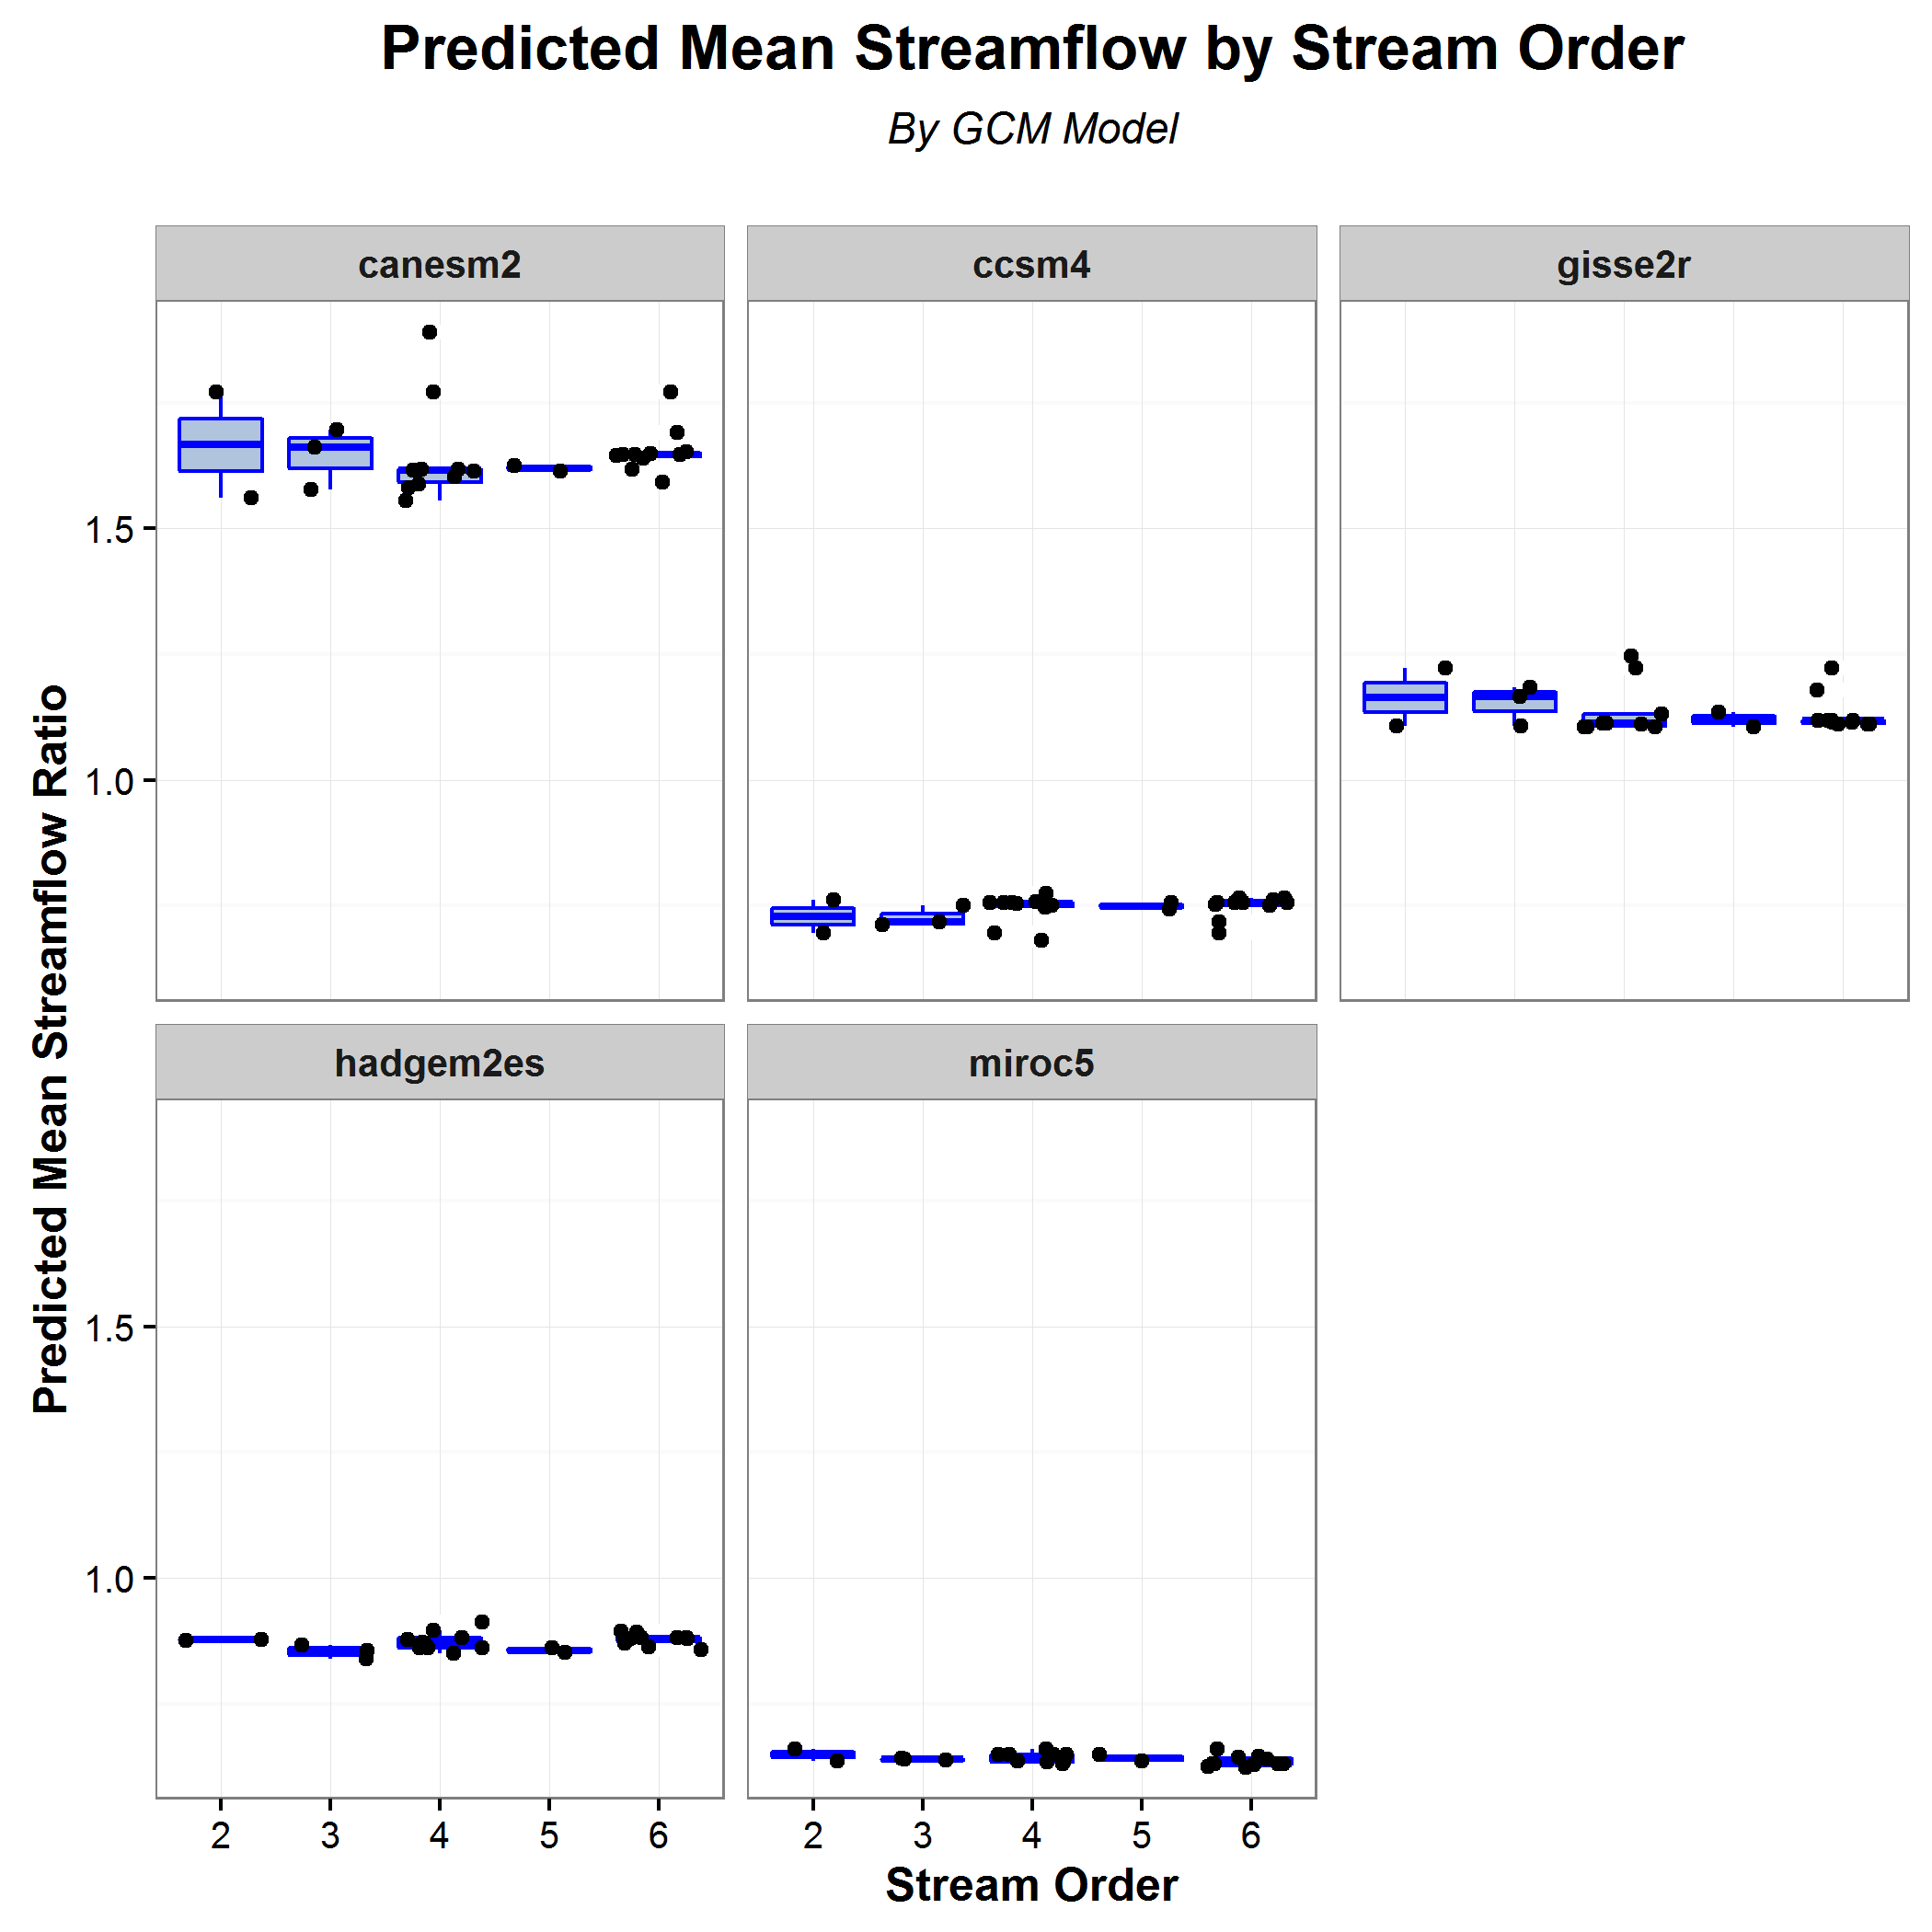 Predicted Mean Streamflow by Stream Order
By GCM Model
canesm2
ccsm4
gisse2r
1.5
1.0
Predicted Mean Streamflow Ratio
hadgem2es
miroc5
1.5
1.0
2 3 4 5 6
2 3 4 5 6
Stream Order